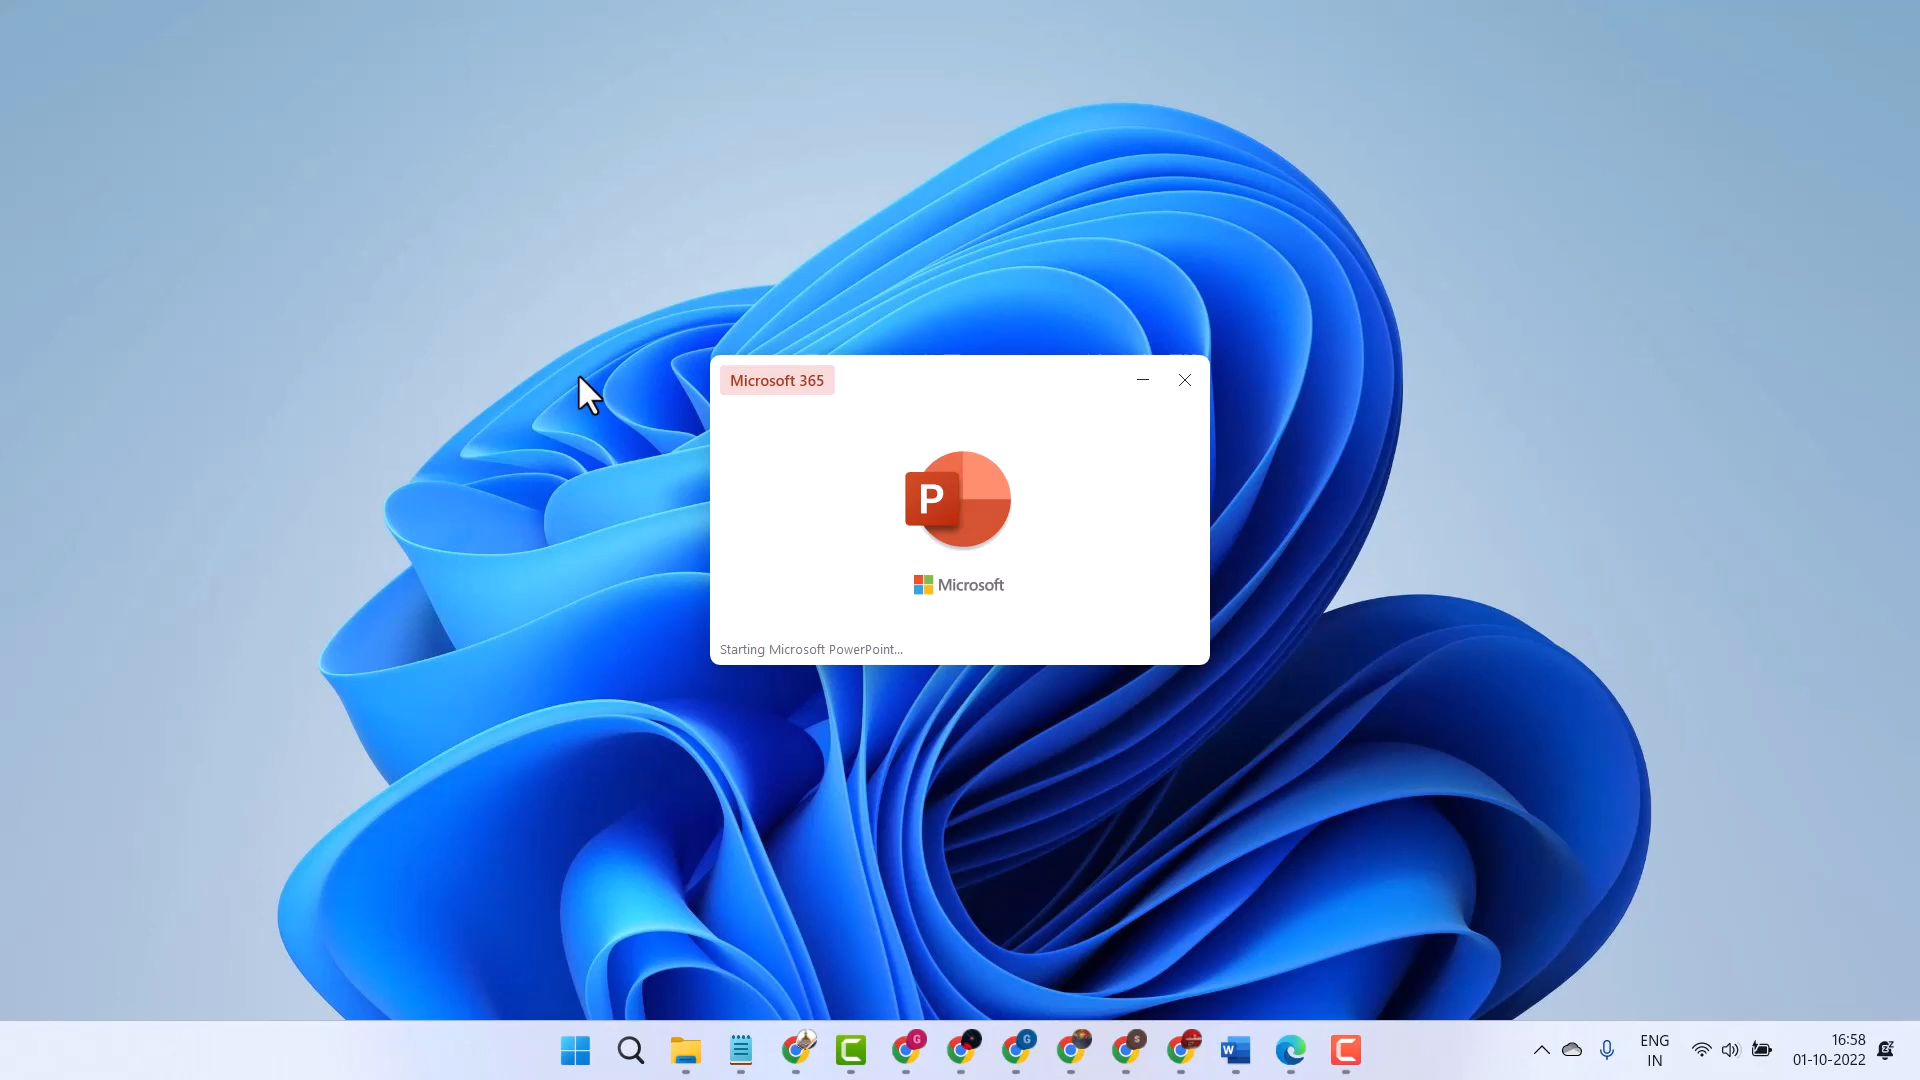 Microsoft 365
P
Microsoft
Starting Microsoft PowerPoint...
G
G
S
W
ENG
IN
16:58
01-10-2022